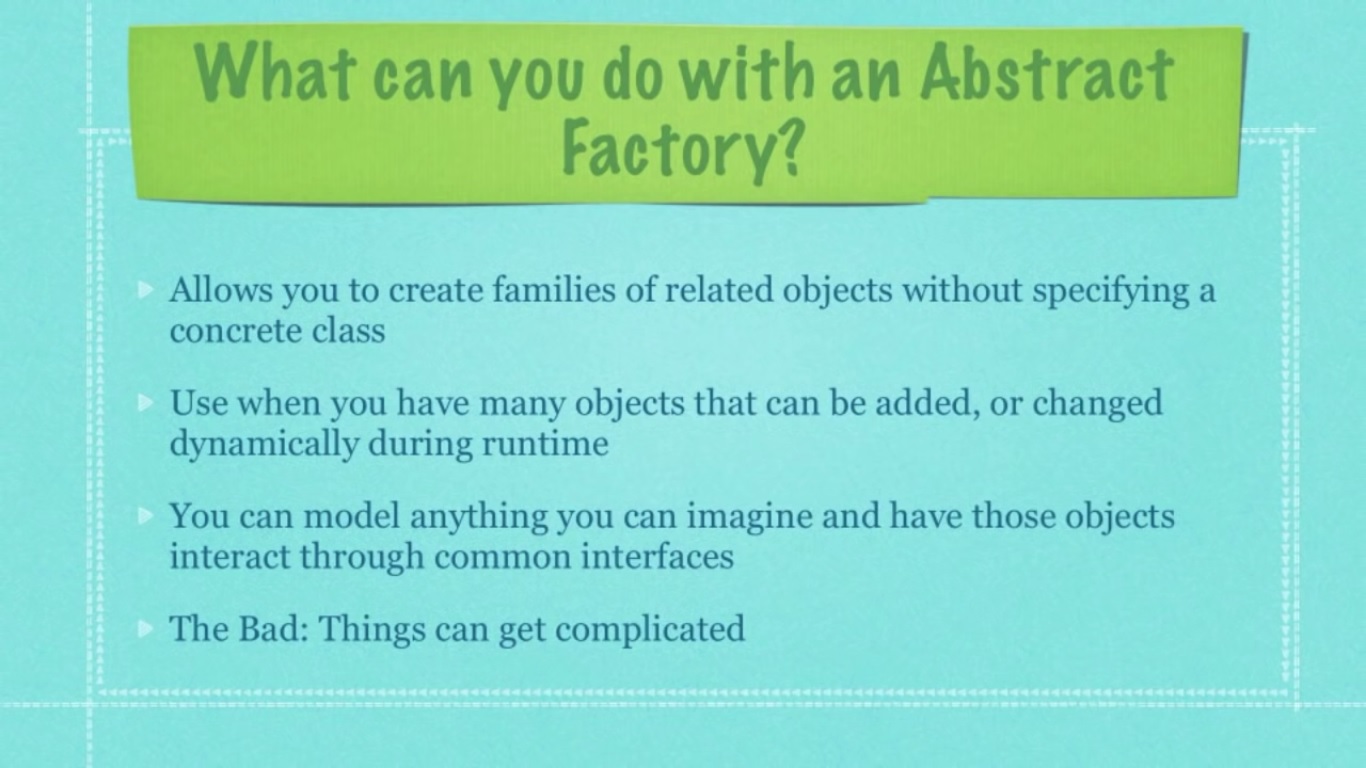 What can you do with an Abstract
Factory?
Allows you to create families of related objects without specifying a
concrete class
Use when you have many objects that can be added, or changed
dynamically during runtime
You can model anything you can imagine and have those objects
interact through common interfaces
The Bad: Things can get complicated